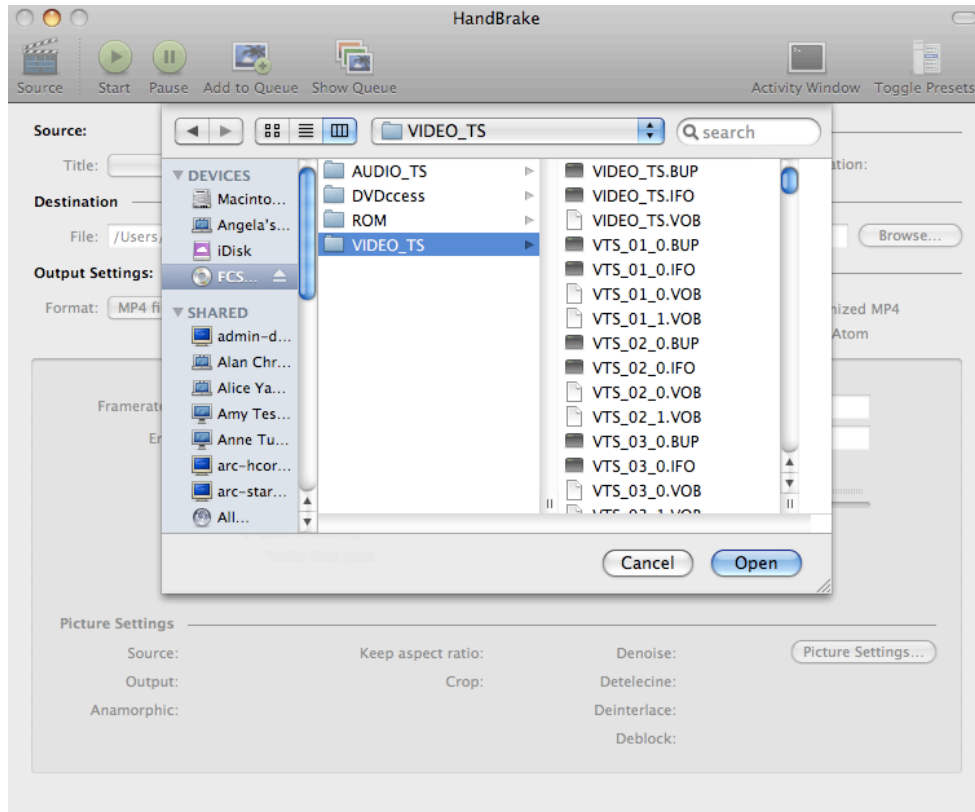 HandBrake
Source Start Pause Add to Queue Show Queue Activity Window Toggle Presets
Source:
Title:
Destination
File: /Users/ Browse...
Output Settings:
Format: MP4 fi
nized MP4
Atom
Framerat
VIDEO_TS
search
DEVICES
Macinto...
Angela's...
iDisk
FCS...
SHARED
admin-d...
Alan Chr...
Alice Ya...
Amy Tes...
Anne Tu...
arc-hcor...
arc-star...
All...
AUDIO_TS
DVDccess
ROM
VIDEO_TS
VIDEO_TS.BUP
VIDEO_TS.IFO
VIDEO_TS.VOB
VTS_01_0.BUP
VTS_01_0.IFO
VTS_01_0.VOB
VTS_01_1.VOB
VTS_02_0.BUP
VTS_02_0.IFO
VTS_02_0.VOB
VTS_02_1.VOB
VTS_03_0.BUP
VTS_03_0.IFO
VTS_03_0.VOB
VTS_03_1.VOB
Cancel Open
Picture Settings
Source: Keep aspect ratio: Denoise: Picture Settings...
Output: Crop: Detelecine:
Anamorphic: Deinterlace:
Deblock: